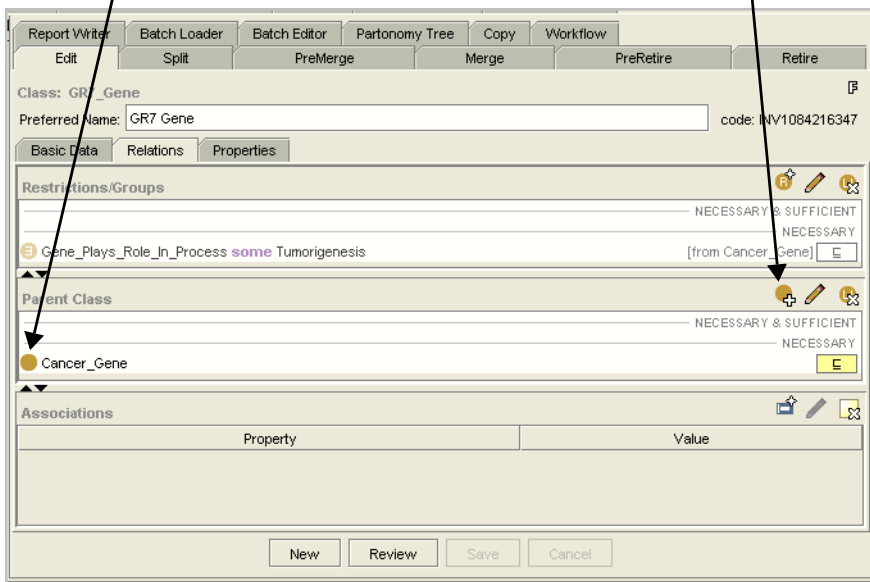 Report Writer Batch Loader Batch Editor Partonomy Tree Copy Workflow
Edit Split PreMerge Merge PreRetire Retire
Class: GR7_Gene
Preferred Name: GR7 Gene code: INV1084216347
Basic Data Relations Properties
Restrictions/Groups
NECESSARY & SUFFICIENT
NECESSARY
Gene_Plays_Role_In_Process some Tumorigenesis [from Cancer_Gene] ⊑
Parent Class
NECESSARY & SUFFICIENT
NECESSARY
Cancer_Gene ⊑
Associations
Property Value
New Review Save Cancel